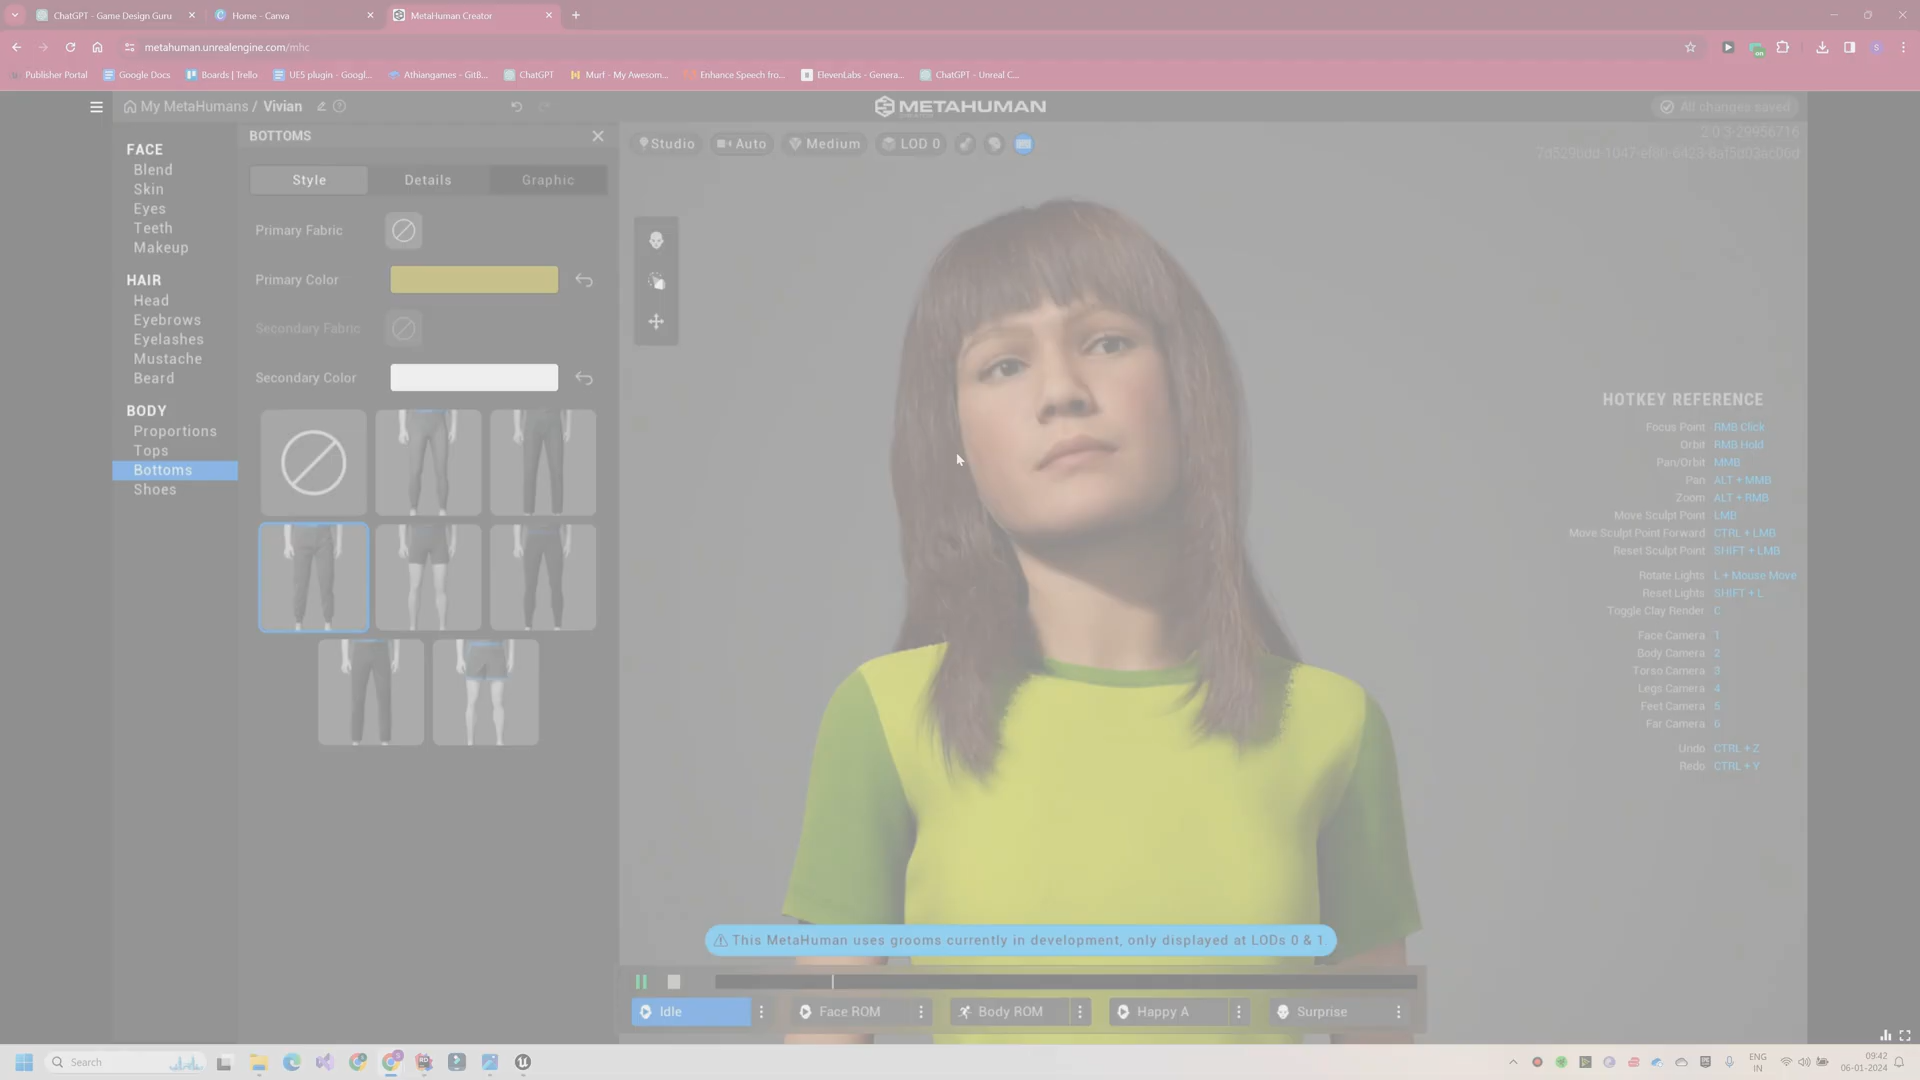 ChatGPT - Game Design Guru
Home - Canva
MetaHuman Creator
metahuman.unrealengine.com/mhc
Publisher Portal
Google Docs
Boards | Trello
UE5 plugin - Googl...
Athiangames - GitB...
ChatGPT
Murf - My Awesom...
Enhance Speech fro...
ElevenLabs - Genera...
ChatGPT - Unreal C...
My MetaHumans / Vivian
METAHUMAN
All changes saved
2.0.3-29956716
BOTTOMS
Studio
Auto
Medium
LOD 0
FACE
Blend
Skin
Eyes
Teeth
Makeup
HAIR
Head
Eyebrows
Eyelashes
Mustache
Beard
BODY
Proportions
Tops
Bottoms
Shoes
Style
Details
Graphic
Primary Fabric
Primary Color
Secondary Fabric
Secondary Color
HOTKEY REFERENCE
Focus Point RMB Click
Orbit RMB Hold
Pan/Orbit MMB
Pan ALT + MMB
Zoom ALT + RMB
Move Sculpt Point LMB
Move Sculpt Point Forward CTRL + LMB
Reset Sculpt Point SHIFT + LMB
Rotate Lights L + Mouse Move
Reset Lights SHIFT + L
Toggle Clay Render C
Face Camera 1
Body Camera 2
Torso Camera 3
Legs Camera 4
Feet Camera 5
Far Camera 6
Undo CTRL + Z
Redo CTRL + Y
This MetaHuman uses grooms currently in development, only displayed at LODs 0 & 1.
Idle
Face ROM
Body ROM
Happy A
Surprise
Search
ENG
IN
09:42
06-01-2024